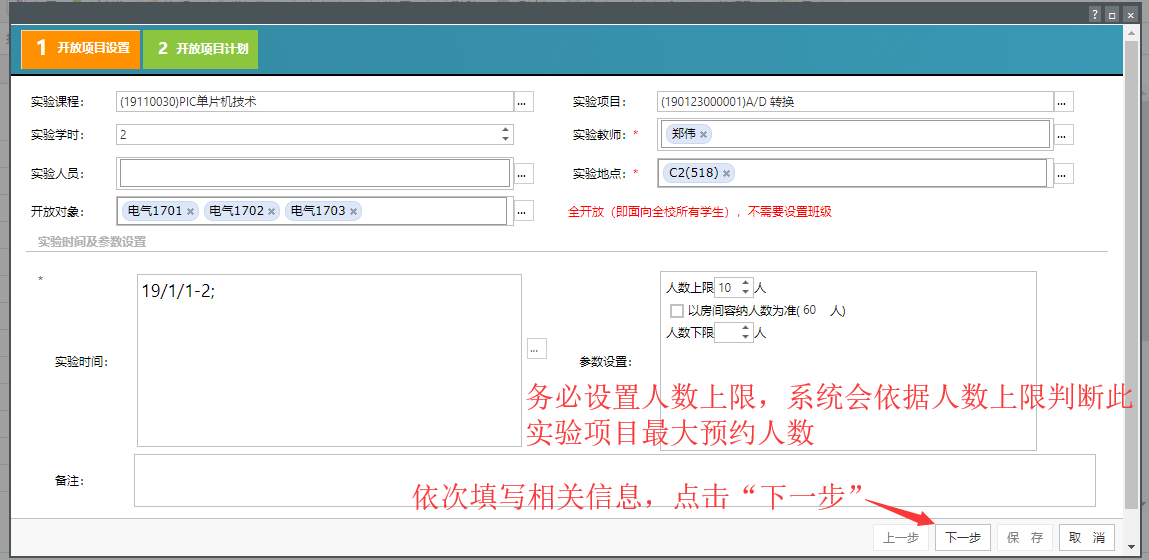 1 开放项目设置 2 开放项目计划
实验课程: (19110030)PIC单片机技术 ... 实验项目: (190123000001)A/D 转换 ...
实验学时: 2 实验教师: * 郑伟 × ...
实验人员: ... 实验地点: * C2(518) × ...
开放对象: 电气1701 × 电气1702 × 电气1703 × ... 全开放（即面向全校所有学生），不需要设置班级
实验时间及参数设置
*
19/1/1-2;
人数上限 10 人
以房间容纳人数为准( 60 人)
人数下限 人
实验时间: ... 参数设置:
务必设置人数上限，系统会依据人数上限判断此
实验项目最大预约人数
备注:
依次填写相关信息，点击“下一步”
上一步 下一步 保 存 取 消